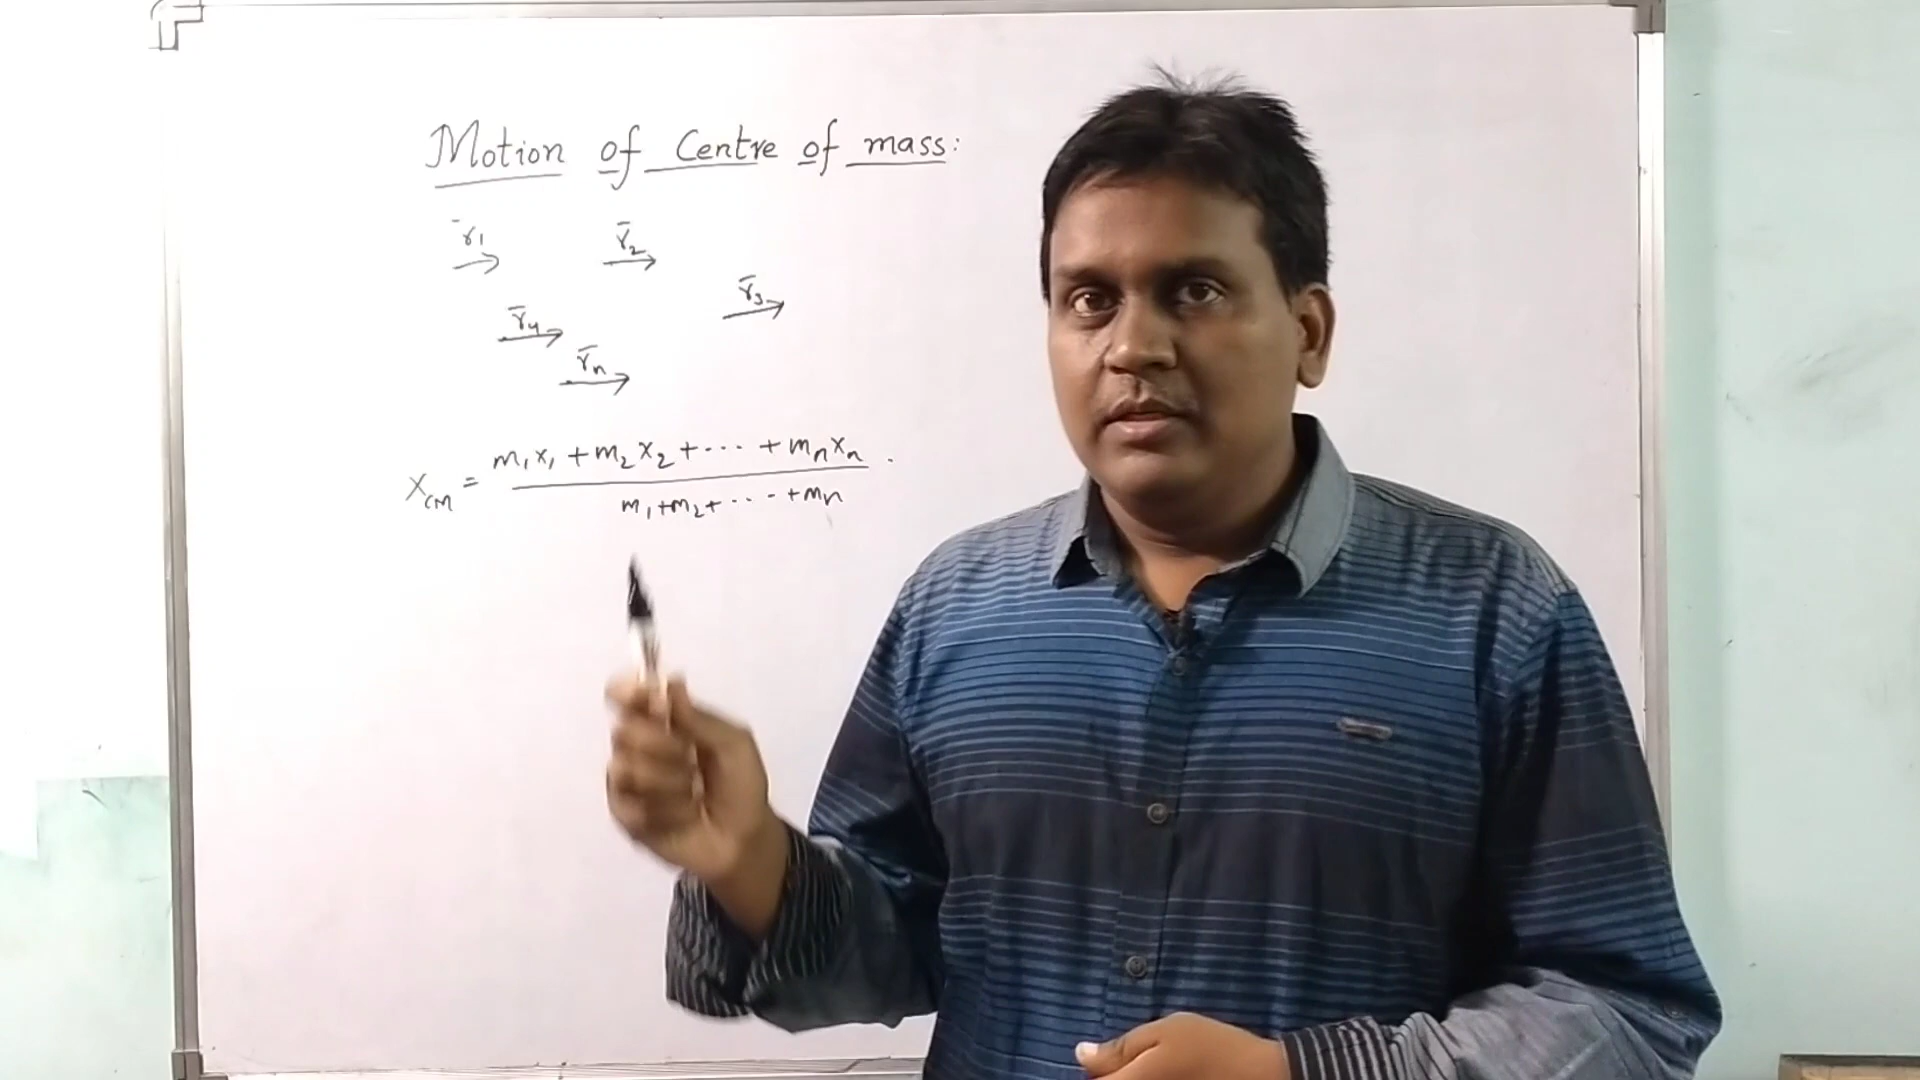 Motion of Centre of mass:
r̄1 r̄2
r̄3
r̄4
r̄n
XCM = m1x1 + m2x2 + ... + mnxn .
m1+m2+ ... +mn